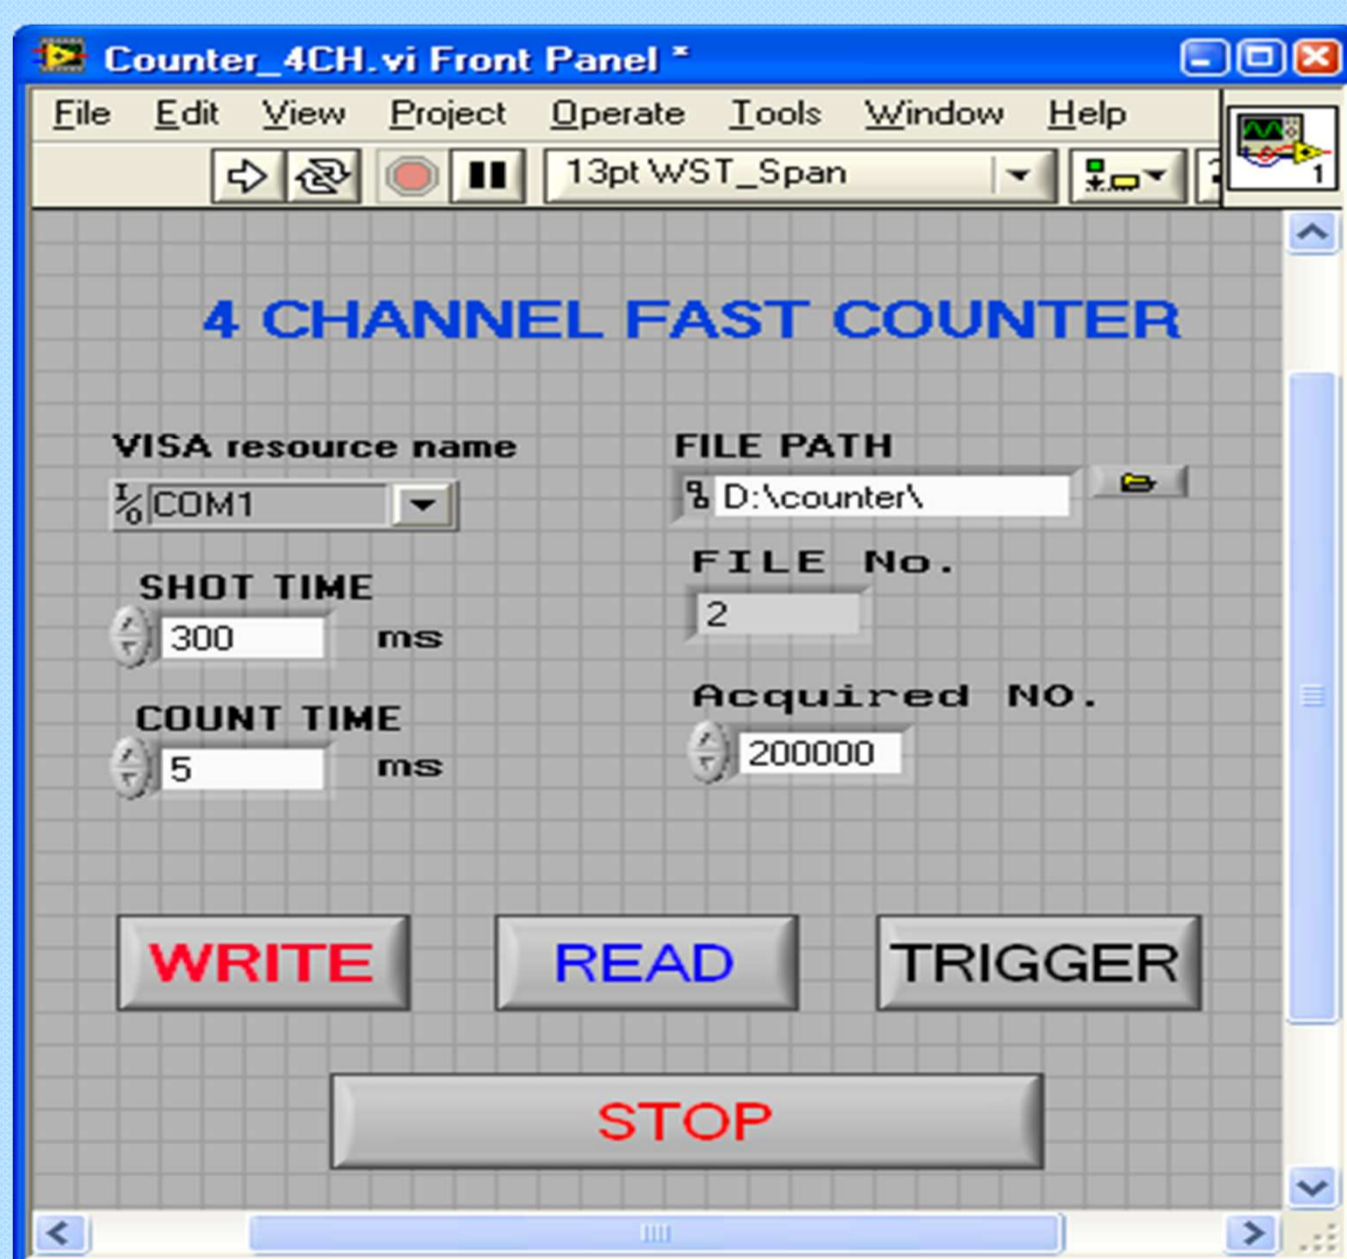 Counter_4CH.vi Front Panel *
File Edit View Project Operate Tools Window Help
13pt WST_Span
1
4 CHANNEL FAST COUNTER
VISA resource name
I/O COM1
SHOT TIME
300 ms
COUNT TIME
5 ms
FILE PATH
D:\counter\
FILE No.
2
Acquired NO.
200000
WRITE READ TRIGGER
STOP